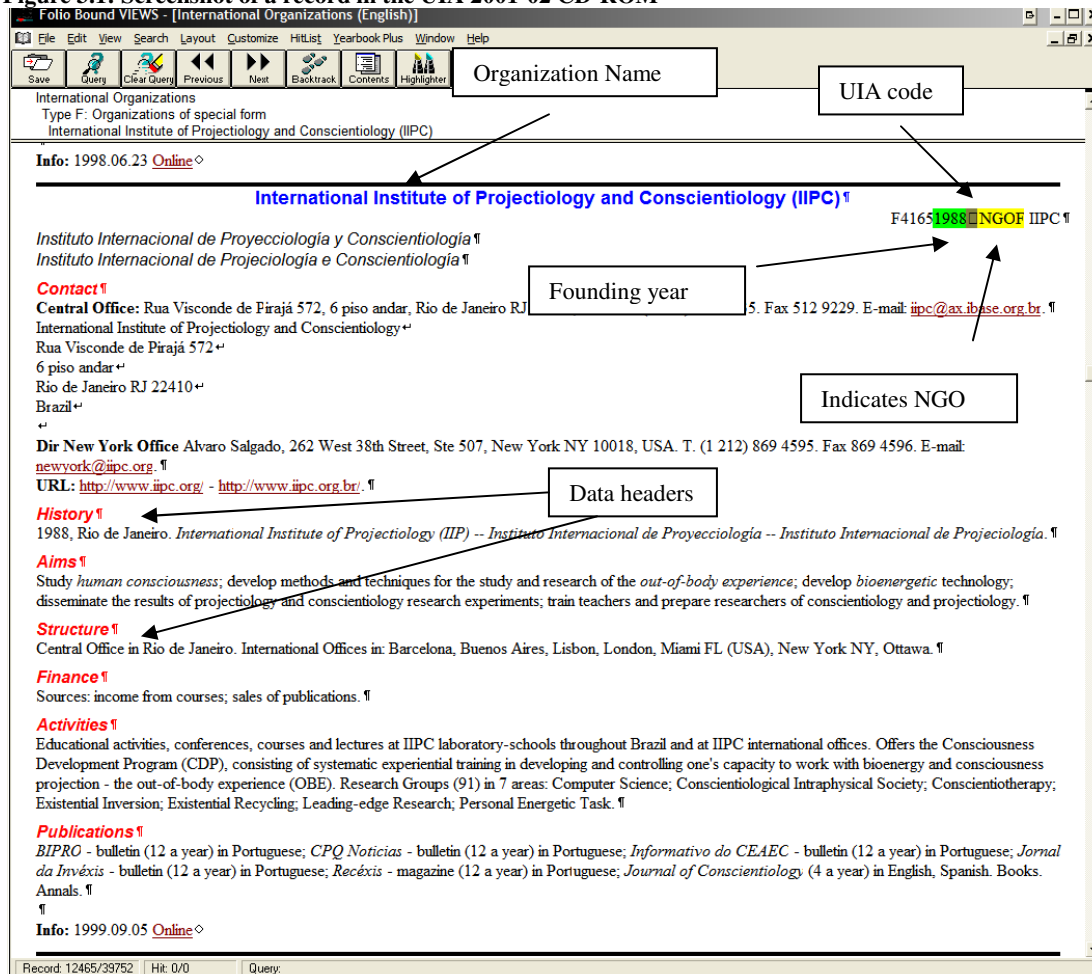 Figure 3.1. Screenshot of a record in the UIA 2001-02 CD-ROM
Folio Bound VIEWS - [International Organizations (English)]
File Edit View Search Layout Customize HitList Yearbook Plus Window Help
Save Query Clear Query Previous Next Backtrack Contents Highlighter
Organization Name
UIA code
International Organizations
Type F: Organizations of special form
International Institute of Projectiology and Conscientiology (IIPC)
Info: 1998.06.23 Online◇
International Institute of Projectiology and Conscientiology (IIPC)¶
F41651988□NGOF IIPC¶
Instituto Internacional de Proyecciología y Conscientiología¶
Instituto Internacional de Projeciología e Conscientiología¶
Founding year
Contact¶
Central Office: Rua Visconde de Pirajá 572, 6 piso andar, Rio de Janeiro RJ 5. Fax 512 9229. E-mail: iipc@ax.ibase.org.br. ¶
International Institute of Projectiology and Conscientiology↵
Rua Visconde de Pirajá 572↵
6 piso andar↵
Rio de Janeiro RJ 22410↵
Brazil↵
↵
Indicates NGO
Dir New York Office Alvaro Salgado, 262 West 38th Street, Ste 507, New York NY 10018, USA. T. (1 212) 869 4595. Fax 869 4596. E-mail:
newyork@iipc.org. ¶
URL: http://www.iipc.org/ - http://www.iipc.org.br/. ¶
Data headers
History¶
1988, Rio de Janeiro. International Institute of Projectiology (IIP) -- Instituto Internacional de Proyecciología -- Instituto Internacional de Projeciología. ¶
Aims¶
Study human consciousness; develop methods and techniques for the study and research of the out-of-body experience; develop bioenergetic technology;
disseminate the results of projectiology and conscientiology research experiments; train teachers and prepare researchers of conscientiology and projectiology. ¶
Structure¶
Central Office in Rio de Janeiro. International Offices in: Barcelona, Buenos Aires, Lisbon, London, Miami FL (USA), New York NY, Ottawa. ¶
Finance¶
Sources: income from courses; sales of publications. ¶
Activities¶
Educational activities, conferences, courses and lectures at IIPC laboratory-schools throughout Brazil and at IIPC international offices. Offers the Consciousness
Development Program (CDP), consisting of systematic experiential training in developing and controlling one's capacity to work with bioenergy and consciousness
projection - the out-of-body experience (OBE). Research Groups (91) in 7 areas: Computer Science; Conscientiological Intraphysical Society; Conscientiotherapy;
Existential Inversion; Existential Recycling; Leading-edge Research; Personal Energetic Task. ¶
Publications¶
BIPRO - bulletin (12 a year) in Portuguese; CPQ Noticias - bulletin (12 a year) in Portuguese; Informativo do CEAEC - bulletin (12 a year) in Portuguese; Jornal
da Invéxis - bulletin (12 a year) in Portuguese; Recéxis - magazine (12 a year) in Portuguese; Journal of Conscientiology (4 a year) in English, Spanish. Books.
Annals. ¶
¶
Info: 1999.09.05 Online◇
Record: 12465/39752 Hit: 0/0 Query: